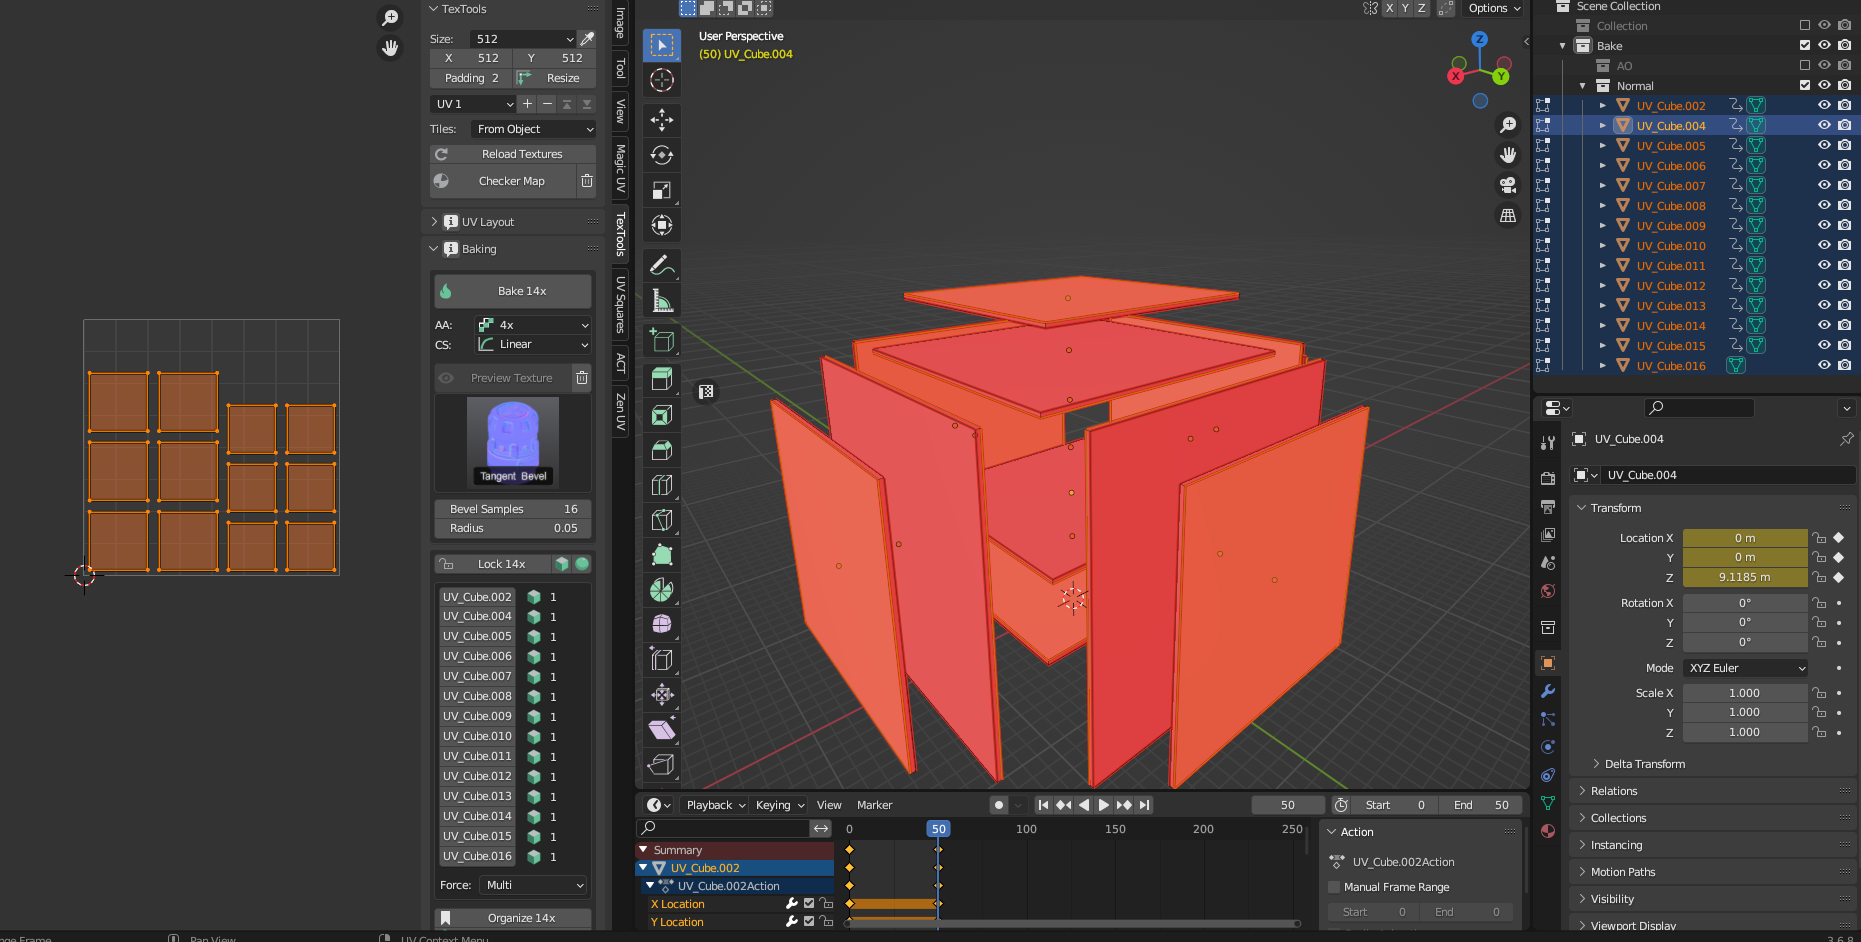 TexTools
Size: 512
X 512 Y 512
Padding 2 Resize
UV 1
Tiles: From Object
Reload Textures
Checker Map
UV Layout
Baking
Bake 14x
AA: 4x
CS: Linear
Preview Texture
Tangent Bevel
Bevel Samples 16
Radius 0.05
Lock 14x
UV_Cube.002 1
UV_Cube.004 1
UV_Cube.005 1
UV_Cube.006 1
UV_Cube.007 1
UV_Cube.008 1
UV_Cube.009 1
UV_Cube.010 1
UV_Cube.011 1
UV_Cube.012 1
UV_Cube.013 1
UV_Cube.014 1
UV_Cube.015 1
UV_Cube.016 1
Force: Multi
Organize 14x
Image
Tool
View
Magic UV
TexTools
UV Squares
ACT
Zen UV
X Y Z
Options
User Perspective
(50) UV_Cube.004
Z
X
Y
Playback Keying View Marker
50 Start 0 End 50
0 50 100 150 200 250
Summary
UV_Cube.002
UV_Cube.002Action
X Location
Y Location
Action
UV_Cube.002Action
Manual Frame Range
Start 0 End 0
Scene Collection
Collection
Bake
AO
Normal
UV_Cube.002
UV_Cube.004
UV_Cube.005
UV_Cube.006
UV_Cube.007
UV_Cube.008
UV_Cube.009
UV_Cube.010
UV_Cube.011
UV_Cube.012
UV_Cube.013
UV_Cube.014
UV_Cube.015
UV_Cube.016
UV_Cube.004
UV_Cube.004
Transform
Location X 0 m
Y 0 m
Z 9.1185 m
Rotation X 0°
Y 0°
Z 0°
Mode XYZ Euler
Scale X 1.000
Y 1.000
Z 1.000
Delta Transform
Relations
Collections
Instancing
Motion Paths
Visibility
Viewport Display
Pan View
UV Context Menu
3.6.8